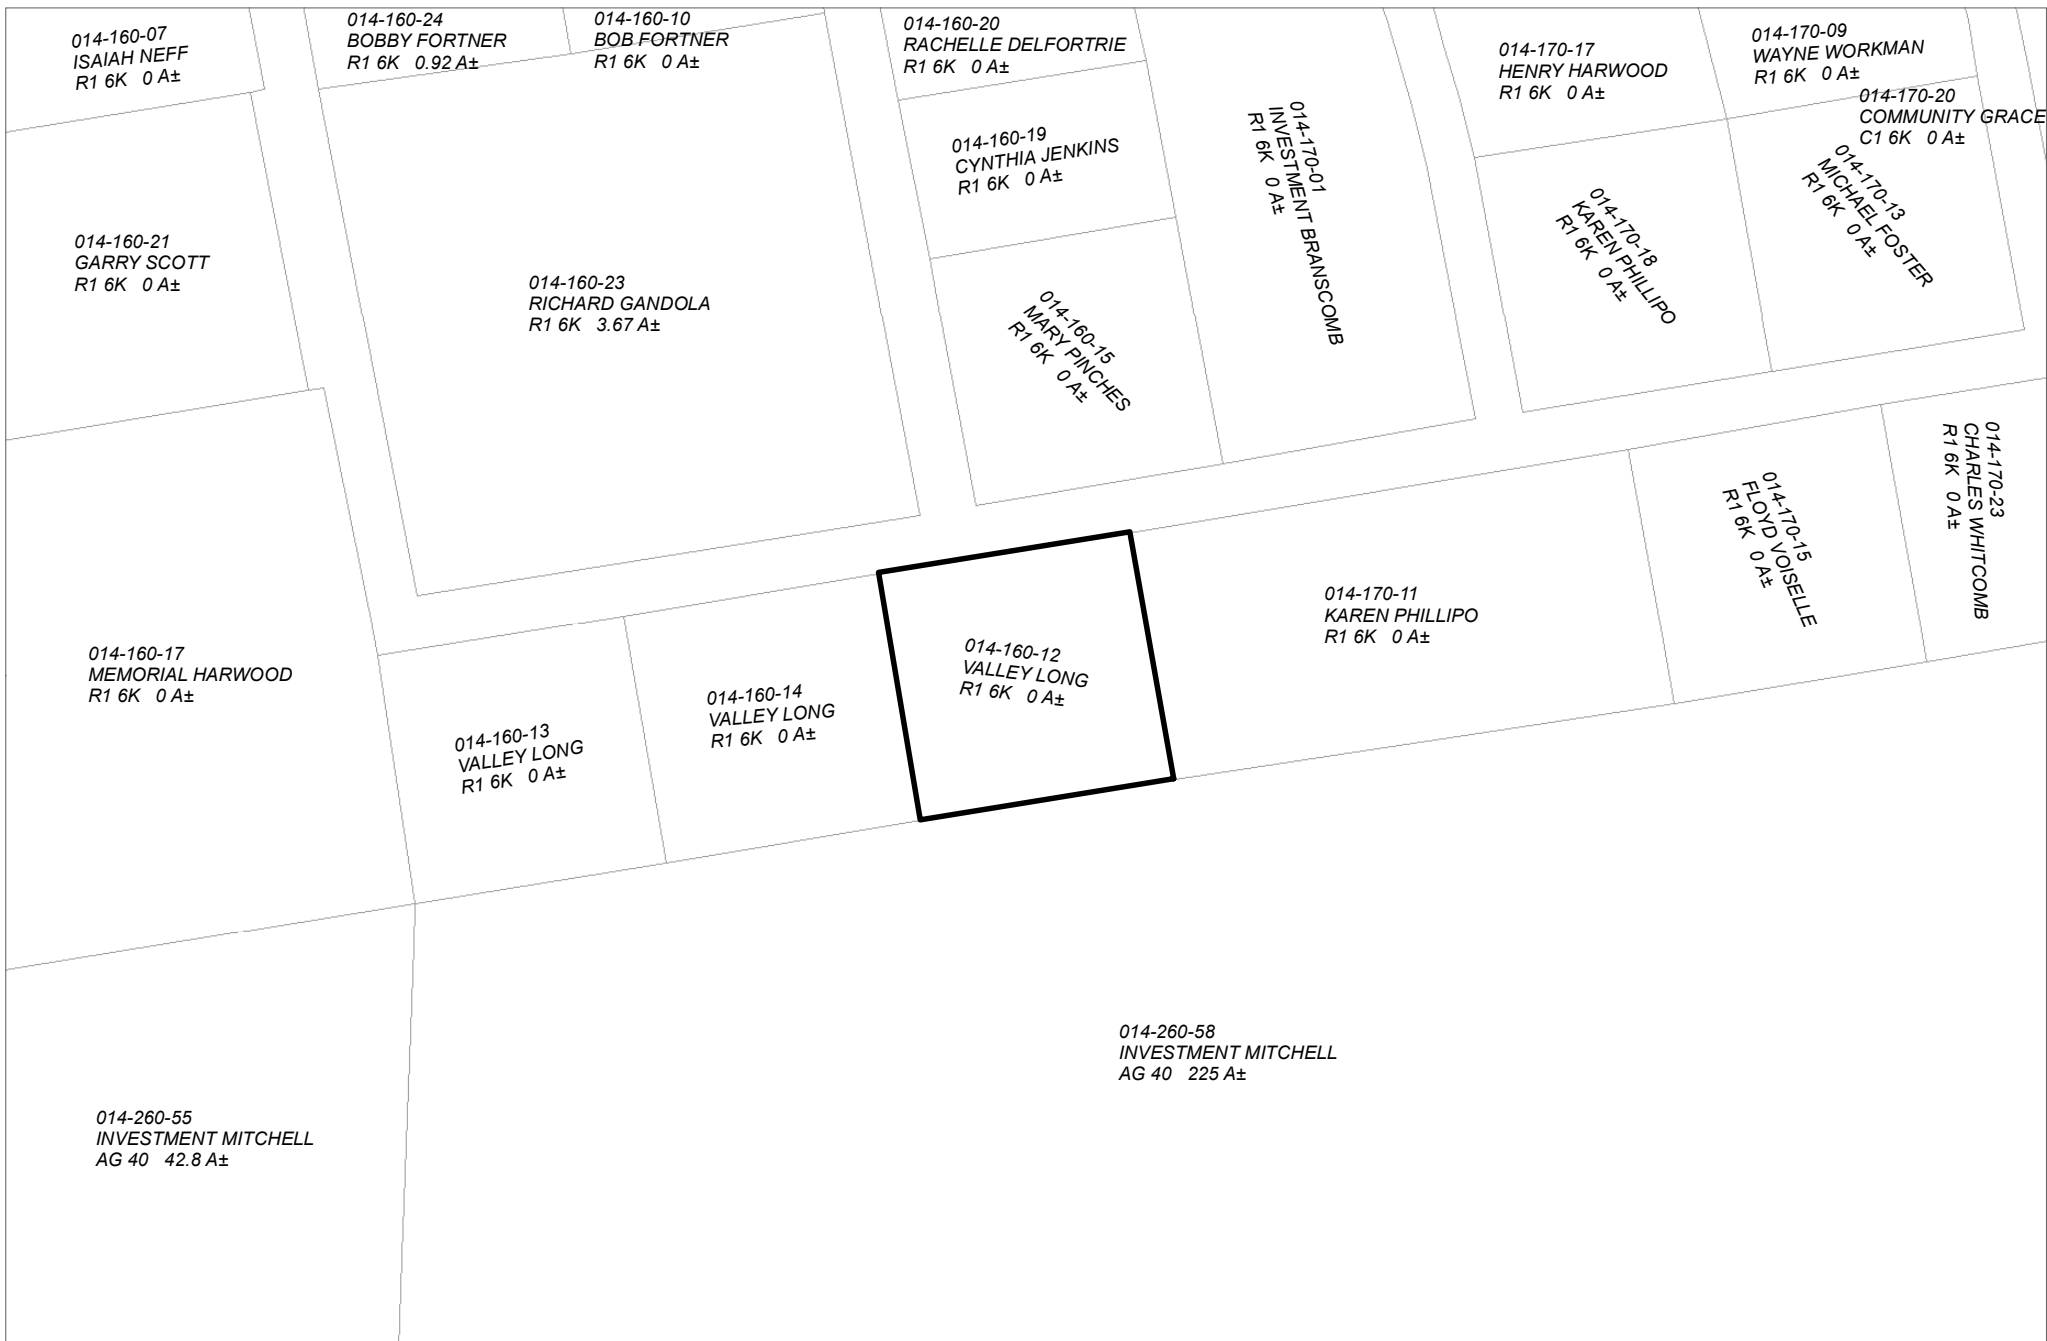 014-160-07
ISAIAH NEFF
R1 6K 0 A±
014-160-24
BOBBY FORTNER
R1 6K 0.92 A±
014-160-10
BOB FORTNER
R1 6K 0 A±
014-160-20
RACHELLE DELFORTRIE
R1 6K 0 A±
014-170-17
HENRY HARWOOD
R1 6K 0 A±
014-170-09
WAYNE WORKMAN
R1 6K 0 A±
014-170-20
COMMUNITY GRACE
C1 6K 0 A±
014-160-19
CYNTHIA JENKINS
R1 6K 0 A±
014-170-01
INVESTMENT BRANSCOMB
R1 6K 0 A±
014-170-18
KAREN PHILLIPO
R1 6K 0 A±
014-170-13
MICHAEL FOSTER
R1 6K 0 A±
014-160-21
GARRY SCOTT
R1 6K 0 A±
014-160-23
RICHARD GANDOLA
R1 6K 3.67 A±
014-160-15
MARY PINCHES
R1 6K 0 A±
014-170-15
FLOYD VOISELLE
R1 6K 0 A±
014-170-23
CHARLES WHITCOMB
R1 6K 0 A±
014-160-17
MEMORIAL HARWOOD
R1 6K 0 A±
014-160-13
VALLEY LONG
R1 6K 0 A±
014-160-14
VALLEY LONG
R1 6K 0 A±
014-160-12
VALLEY LONG
R1 6K 0 A±
014-170-11
KAREN PHILLIPO
R1 6K 0 A±
014-260-58
INVESTMENT MITCHELL
AG 40 225 A±
014-260-55
INVESTMENT MITCHELL
AG 40 42.8 A±